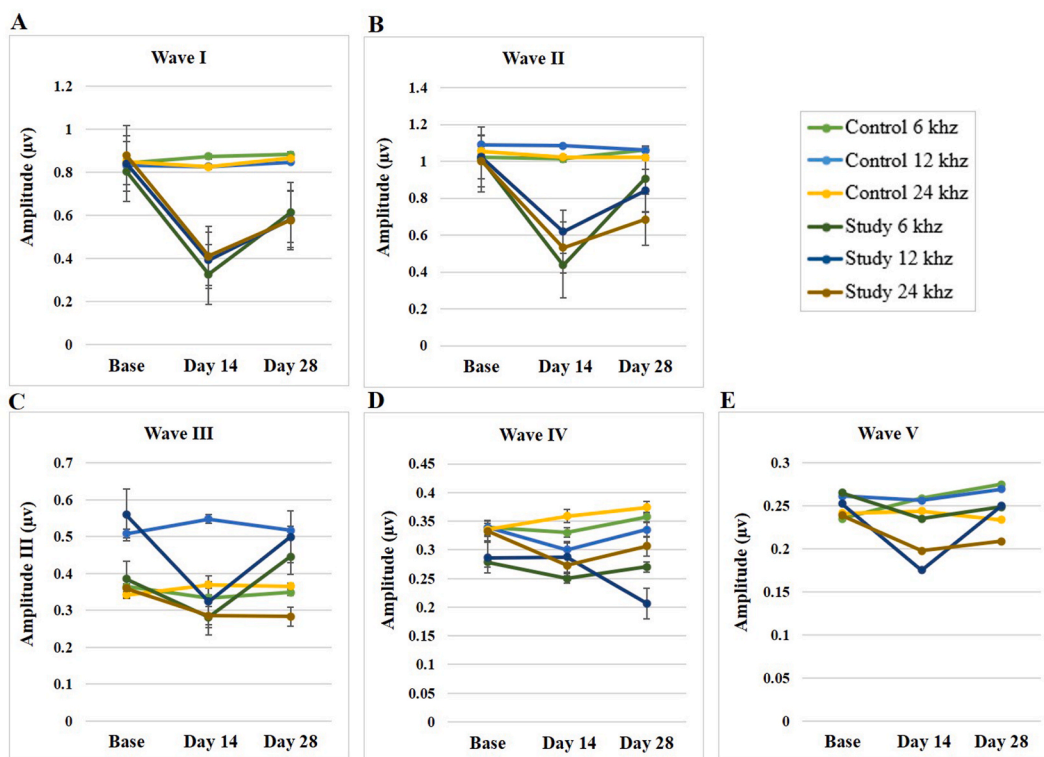 A
Wave I
Amplitude (µv)
1.2
1
0.8
0.6
0.4
0.2
0
Base Day 14 Day 28
B
Wave II
Amplitude (µv)
1.4
1.2
1
0.8
0.6
0.4
0.2
0
Base Day 14 Day 28
Control 6 khz
Control 12 khz
Control 24 khz
Study 6 khz
Study 12 khz
Study 24 khz
C
Wave III
Amplitude III (µv)
0.7
0.6
0.5
0.4
0.3
0.2
0.1
0
Base Day 14 Day 28
D
Wave IV
Amplitude (µv)
0.45
0.4
0.35
0.3
0.25
0.2
0.15
0.1
0.05
0
Base Day 14 Day 28
E
Wave V
Amplitude (µv)
0.3
0.25
0.2
0.15
0.1
0.05
0
Base Day 14 Day 28